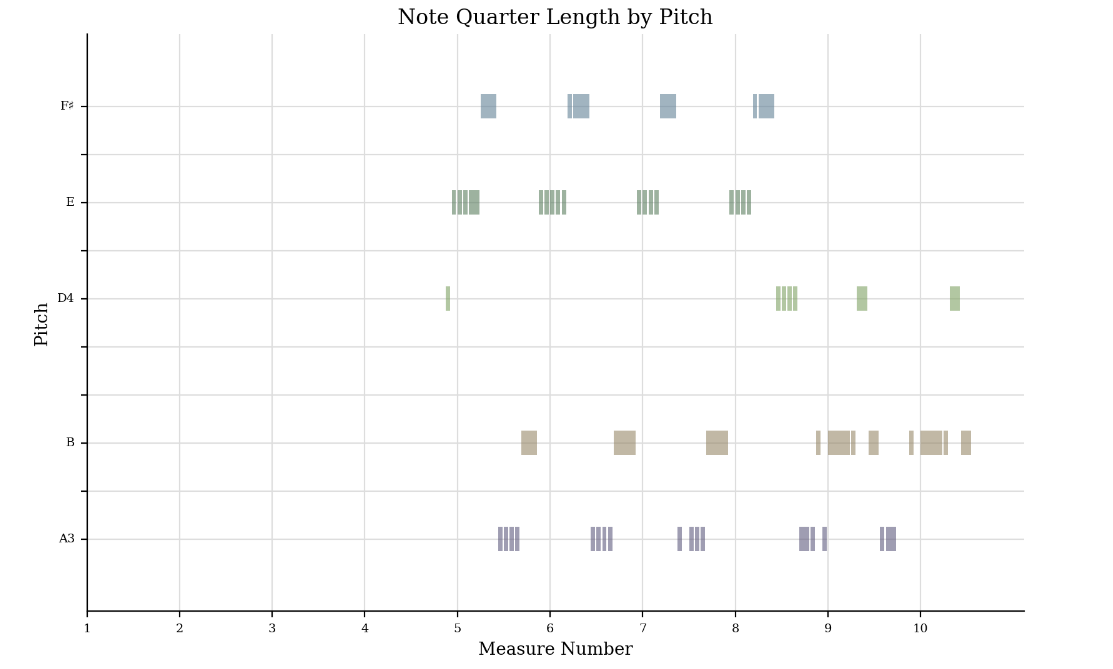 Note Quarter Length by Pitch
F♯
E
D4
B
A3
Pitch
1 2 3 4 5 6 7 8 9 10
Measure Number